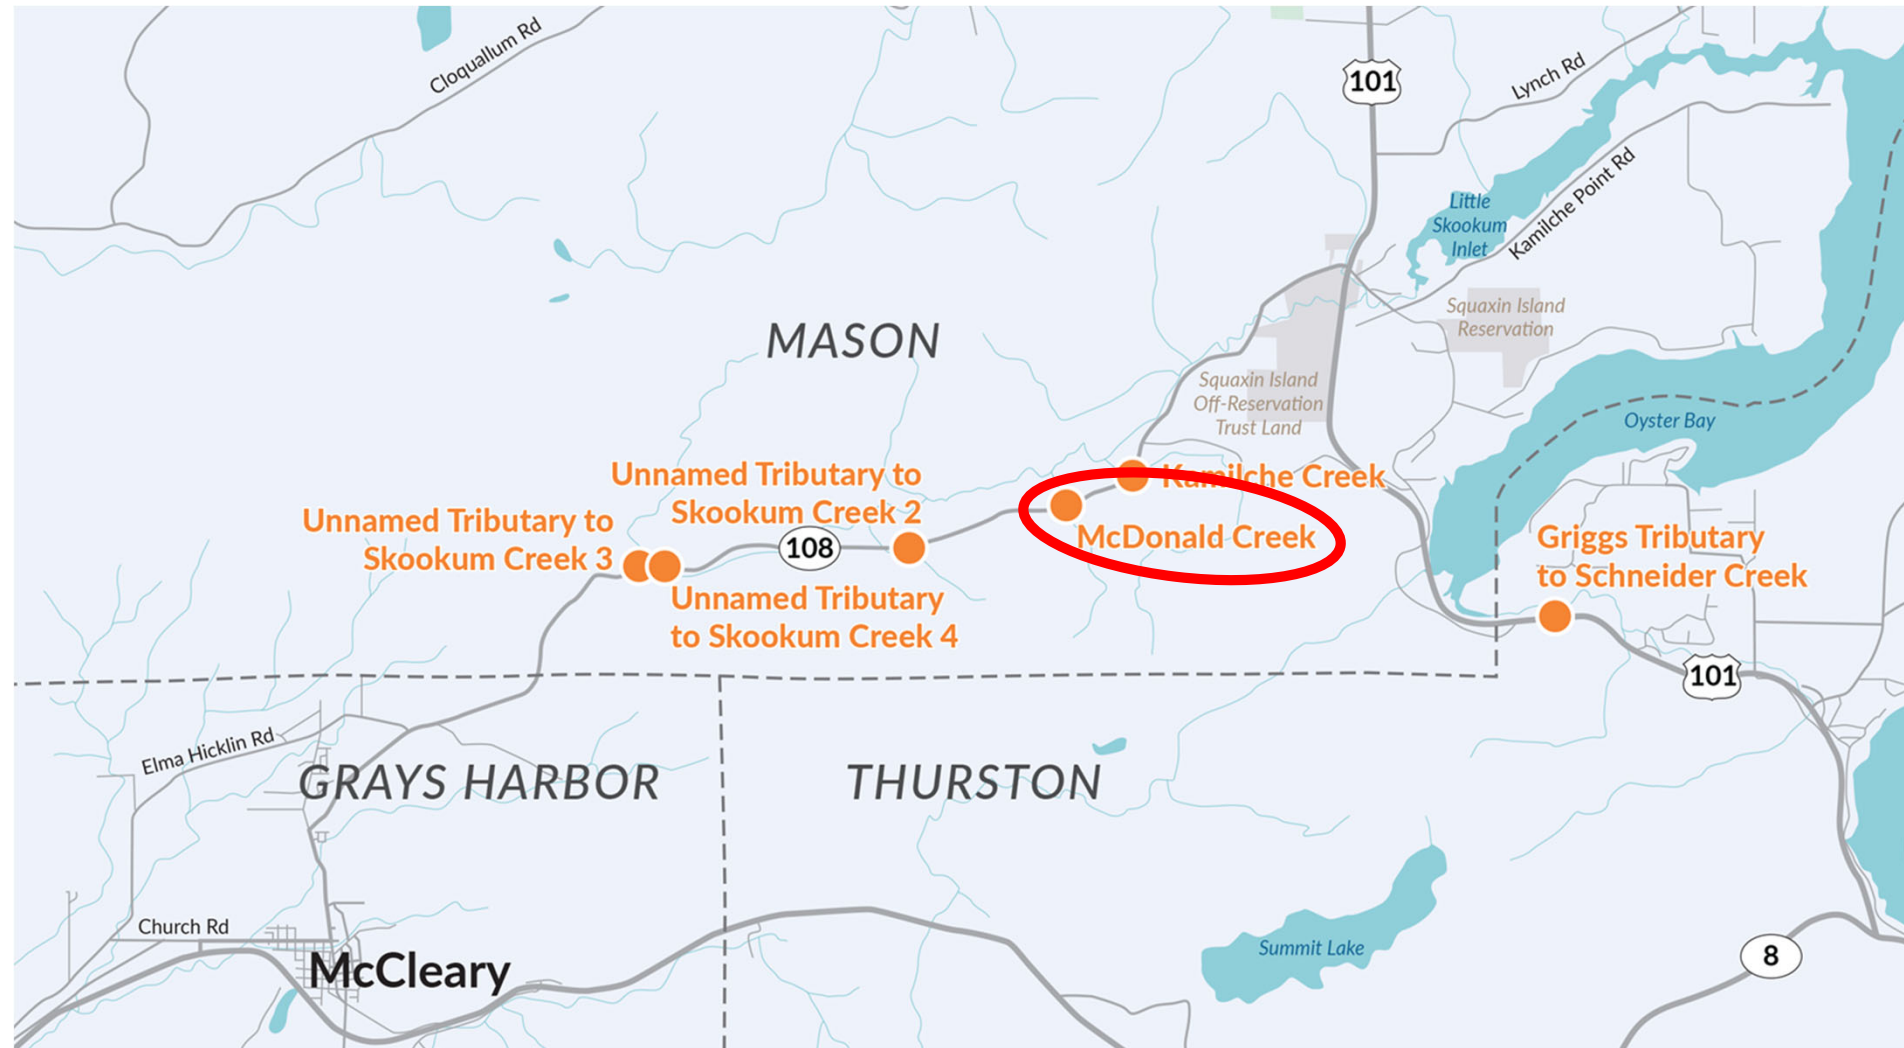 Cloquallum Rd
101
Lynch Rd
Kamilche Point Rd
Little
Skookum
Inlet
Squaxin Island
Reservation
MASON
Squaxin Island
Off-Reservation
Trust Land
Oyster Bay
Unnamed Tributary to
Skookum Creek 2
Kamilche Creek
Unnamed Tributary to
Skookum Creek 3
108
McDonald Creek
Griggs Tributary
to Schneider Creek
Unnamed Tributary
to Skookum Creek 4
101
Elma Hicklin Rd
GRAYS HARBOR
THURSTON
Church Rd
McCleary
Summit Lake
8